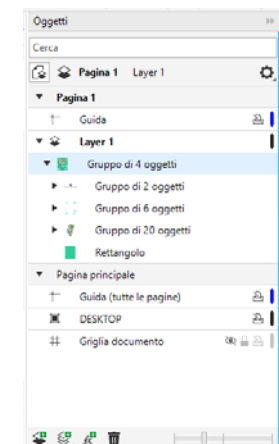 Oggetti
Cerca
Pagina 1 Layer 1
Pagina 1
Guida
Layer 1
Gruppo di 4 oggetti
Gruppo di 2 oggetti
Gruppo di 6 oggetti
Gruppo di 20 oggetti
Rettangolo
Pagina principale
Guida (tutte le pagine)
DESKTOP
Griglia documento